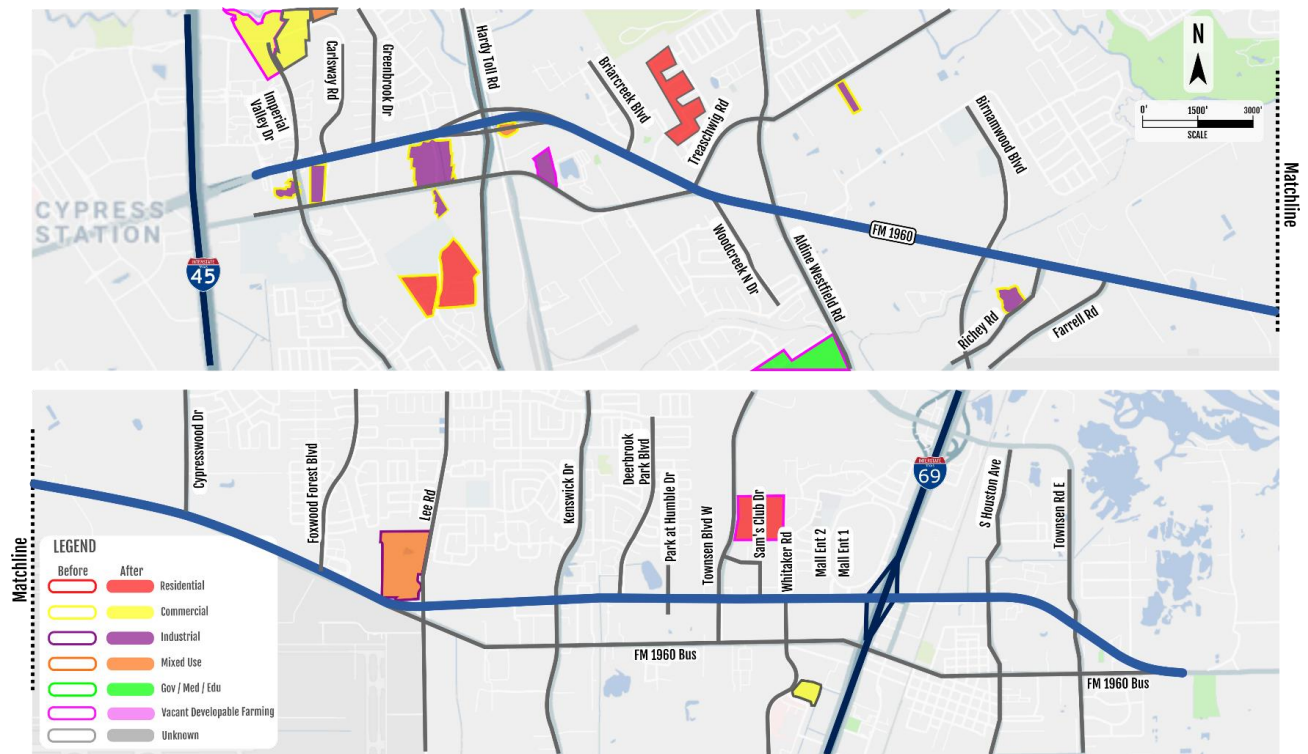 Imperial
Valley Dr
Carlsway Rd
Greenbrook Dr
Hardy Toll Rd
Briarcreek Blvd
Treaschwig Rd
Birnamwood Blvd
N
0'
1500'
3000'
SCALE
Matchline
CYPRESS
STATION
INTERSTATE
45
Woodcreek N Dr
Aldine Westfield Rd
FM 1960
Richey Rd
Farrell Rd
Matchline
Cypresswood Dr
Foxwood Forest Blvd
Lee Rd
Kenswick Dr
Deerbrook
Park Blvd
Park at Humble Dr
Townsen Blvd W
Sam's Club Dr
Whitaker Rd
Mall Ent 2
Mall Ent 1
INTERSTATE
69
S Houston Ave
Townsen Rd E
FM 1960 Bus
FM 1960 Bus
LEGEND
Before
After
Residential
Commercial
Industrial
Mixed Use
Gov / Med / Edu
Vacant Developable Farming
Unknown